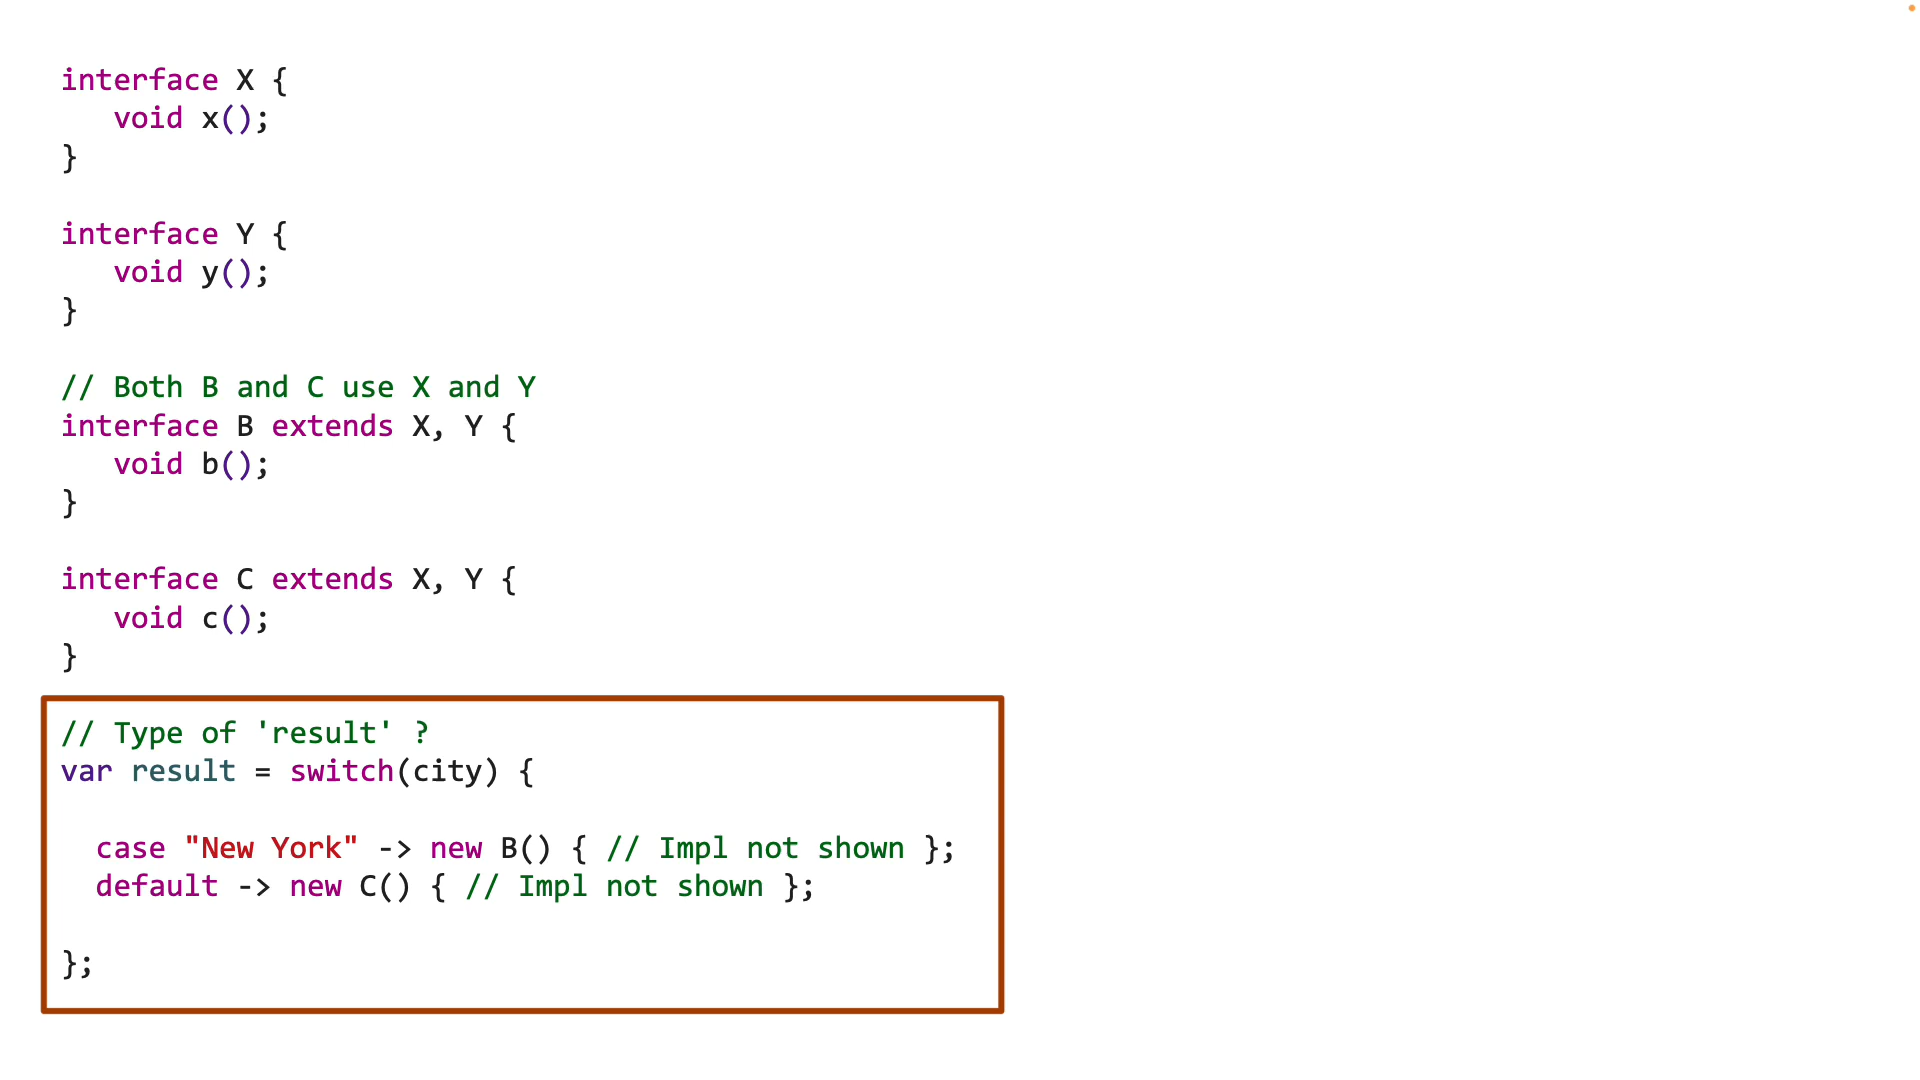 interface X {
   void x();
}
interface Y {
   void y();
}
// Both B and C use X and Y
interface B extends X, Y {
   void b();
}
interface C extends X, Y {
   void c();
}
// Type of 'result' ?
var result = switch(city) {
  case "New York" -> new B() { // Impl not shown };
  default -> new C() { // Impl not shown };
};